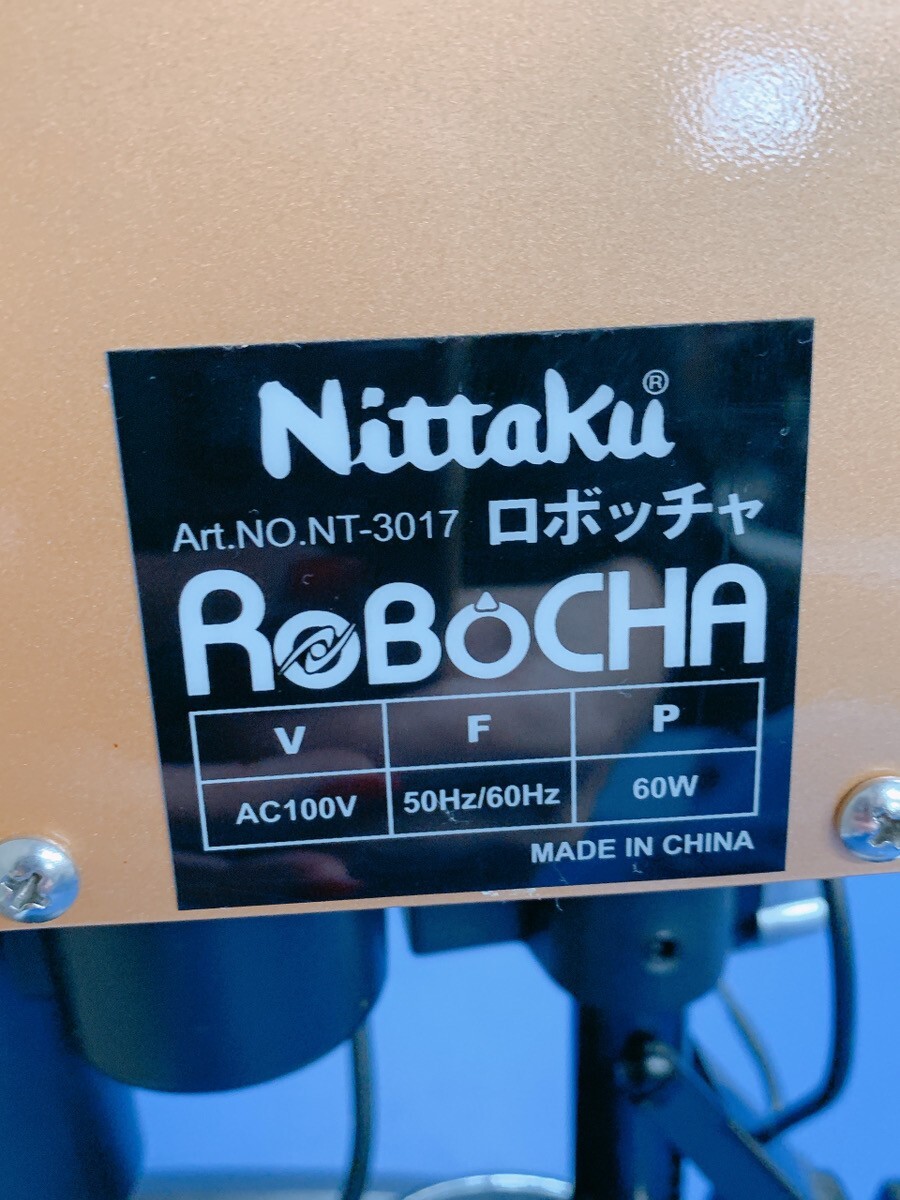 Nittaku®
Art.NO.NT-3017 ロボッチャ
ROBOCHA
V F P
AC100V 50Hz/60Hz 60W
MADE IN CHINA